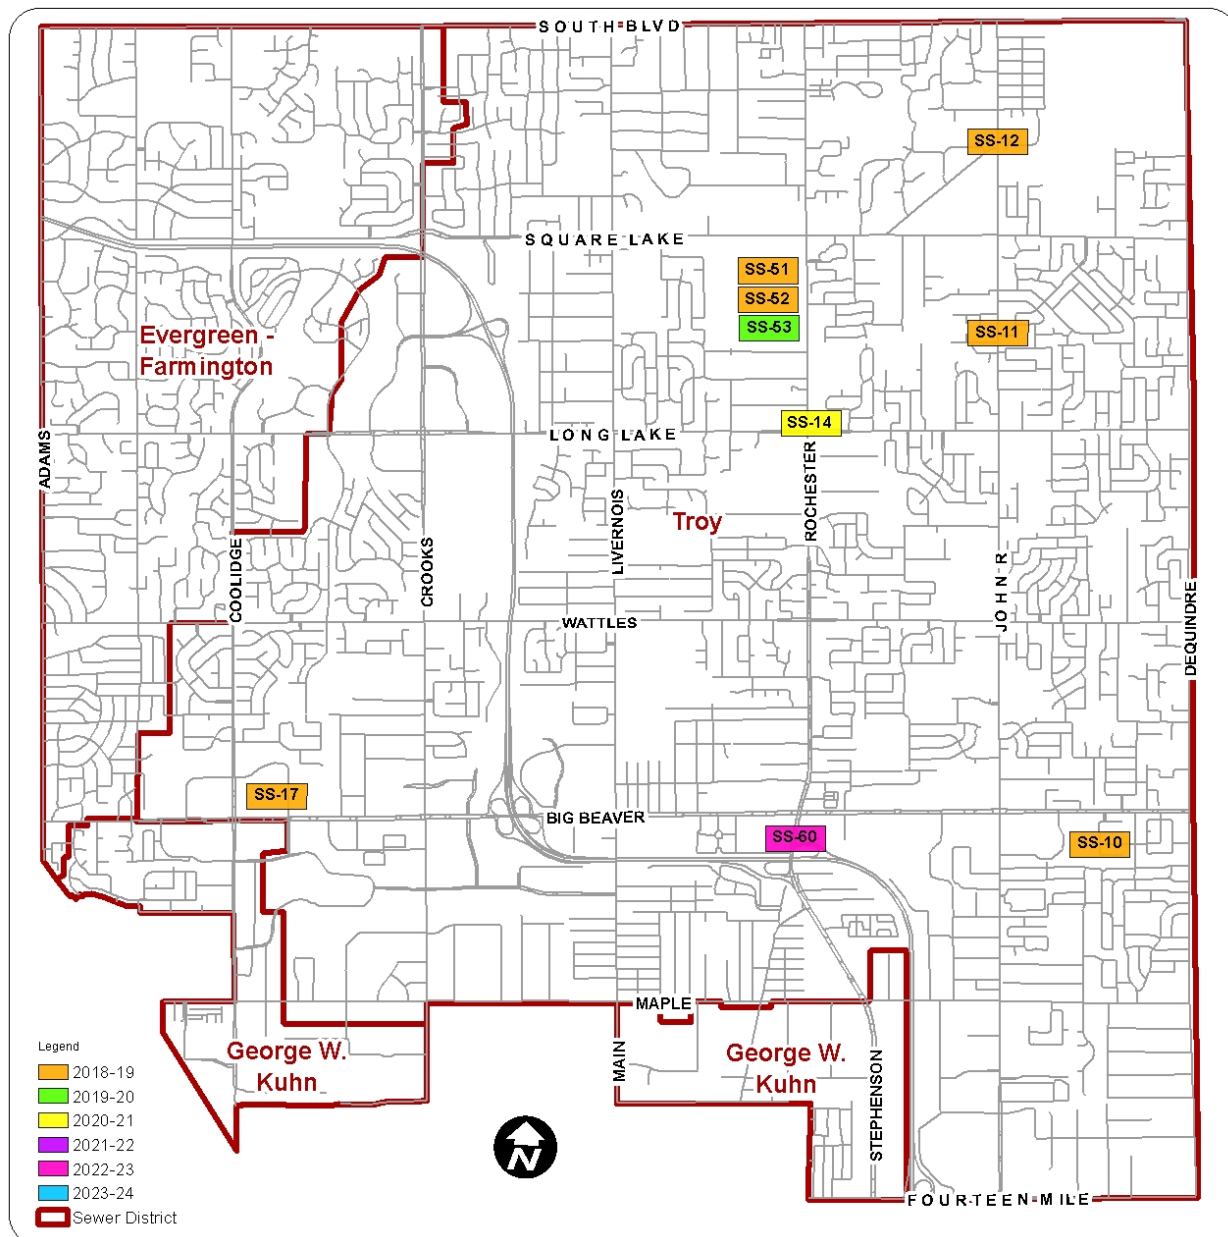 SOUTH BLVD
SS-12
SQUARE LAKE
SS-51
SS-52
SS-53
SS-11
Evergreen -
Farmington
SS-14
LONG LAKE
ADAMS
ROCHESTER
LIVERNOIS
Troy
COOLIDGE
CROOKS
JOHN R
DEQUINDRE
WATTLES
SS-17
BIG BEAVER
SS-60
SS-10
MAPLE
George W.
Kuhn
MAIN
George W.
Kuhn
STEPHENSON
FOURTEEN MILE
N
Legend
2018-19
2019-20
2020-21
2021-22
2022-23
2023-24
Sewer District